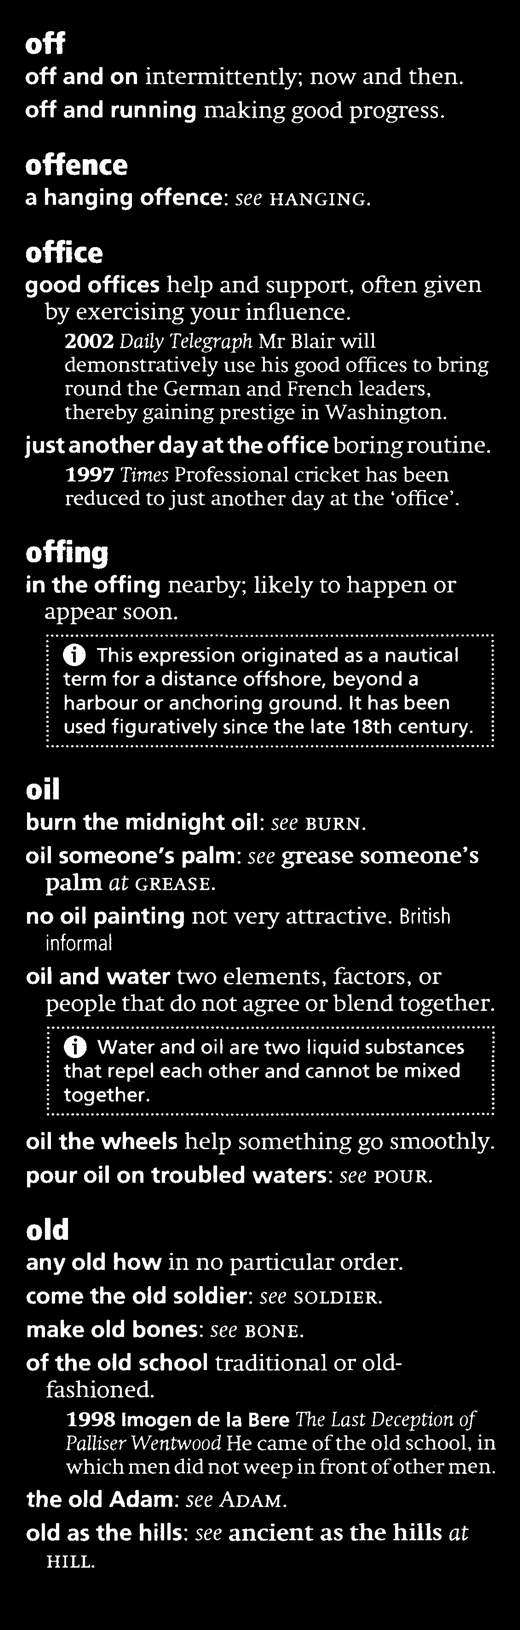 off
off and on intermittently; now and then.
off and running making good progress.
offence
a hanging offence: see HANGING.
office
good offices help and support, often given
by exercising your influence.
2002 Daily Telegraph Mr Blair will
demonstratively use his good offices to bring
round the German and French leaders,
thereby gaining prestige in Washington.
just another day at the office boring routine.
1997 Times Professional cricket has been
reduced to just another day at the ‘office’.
offing
in the offing nearby; likely to happen or
appear soon.
i This expression originated as a nautical
term for a distance offshore, beyond a
harbour or anchoring ground. It has been
used figuratively since the late 18th century.
oil
burn the midnight oil: see BURN.
oil someone's palm: see grease someone's
palm at GREASE.
no oil painting not very attractive. British
informal
oil and water two elements, factors, or
people that do not agree or blend together.
i Water and oil are two liquid substances
that repel each other and cannot be mixed
together.
oil the wheels help something go smoothly.
pour oil on troubled waters: see POUR.
old
any old how in no particular order.
come the old soldier: see SOLDIER.
make old bones: see BONE.
of the old school traditional or old-
fashioned.
1998 Imogen de la Bere The Last Deception of
Palliser Wentwood He came of the old school, in
which men did not weep in front of other men.
the old Adam: see ADAM.
old as the hills: see ancient as the hills at
HILL.